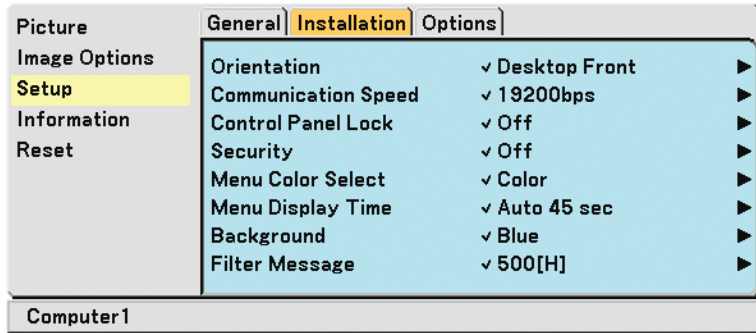 Picture
Image Options
Setup
Information
Reset
General Installation Options
Orientation ✓ Desktop Front ▶
Communication Speed ✓ 19200bps ▶
Control Panel Lock ✓ Off ▶
Security ✓ Off ▶
Menu Color Select ✓ Color ▶
Menu Display Time ✓ Auto 45 sec ▶
Background ✓ Blue ▶
Filter Message ✓ 500[H] ▶
Computer1